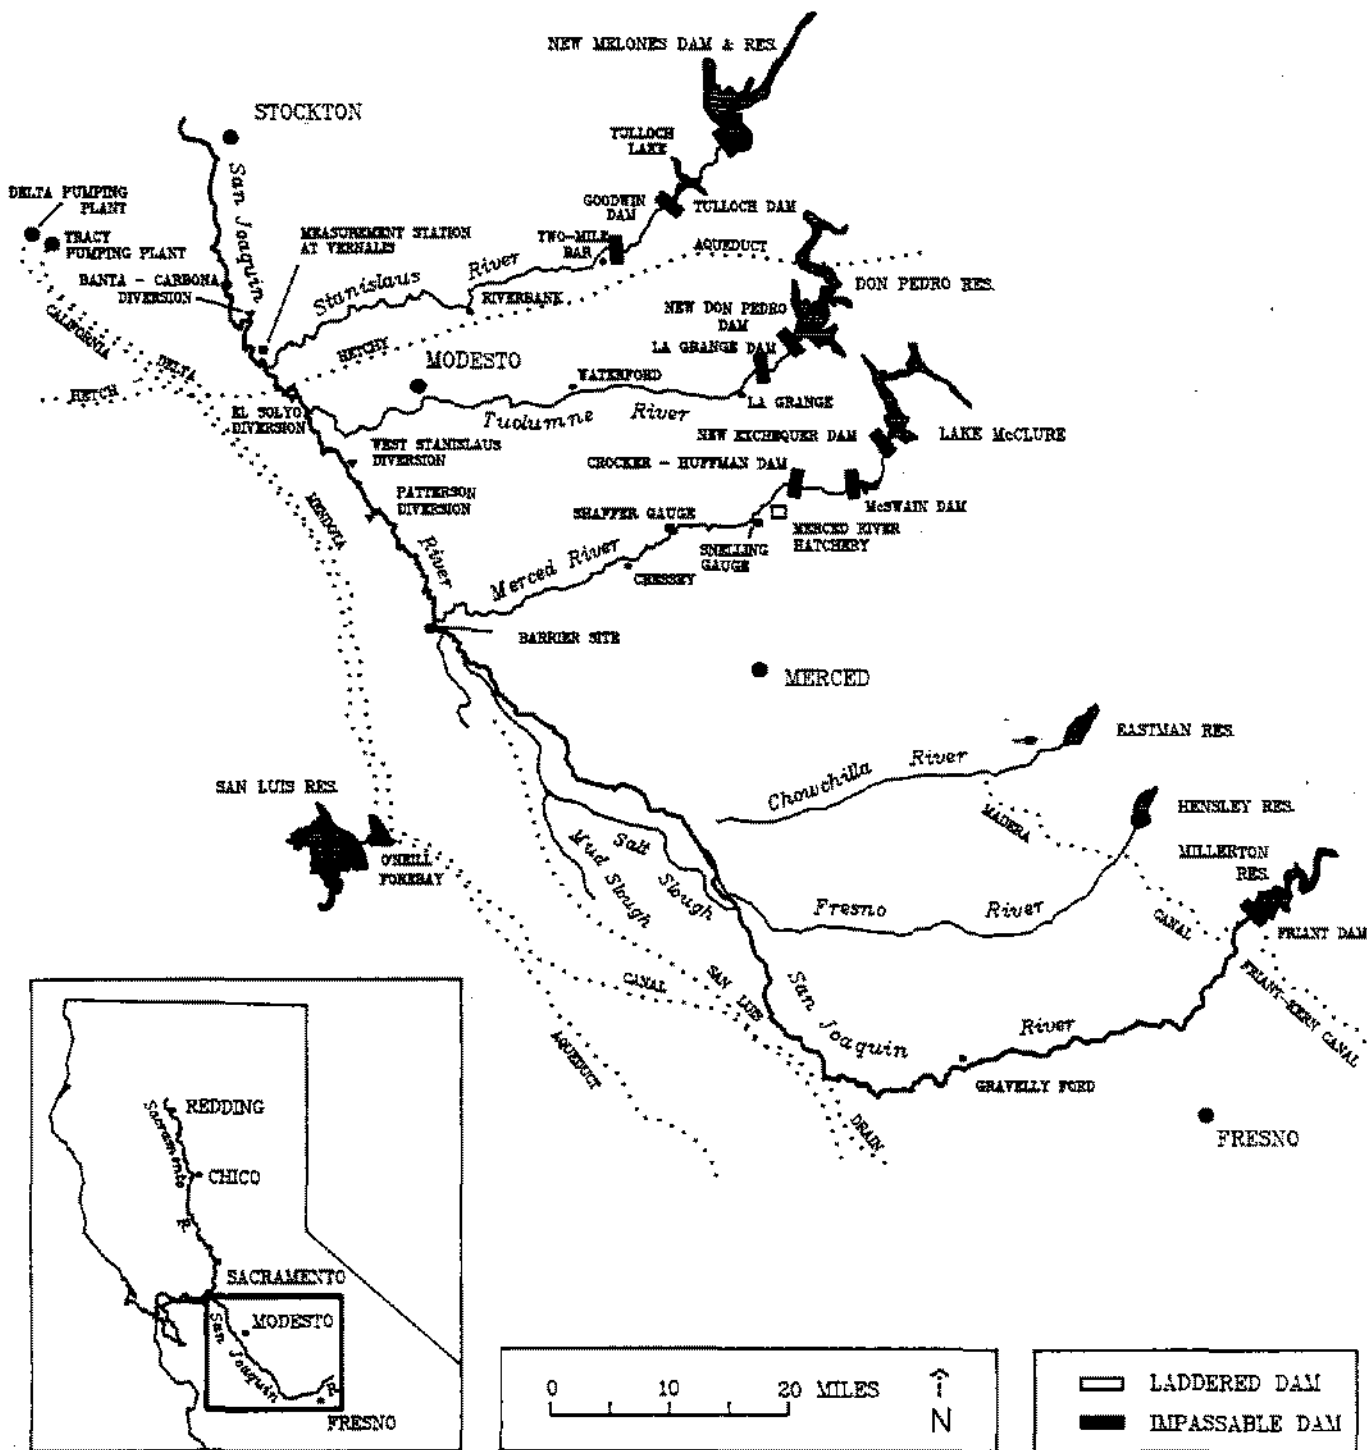 NEW MELONES DAM & RES.
STOCKTON
TULLOCH
LAKE
San Joaquin
DELTA PUMPING
PLANT
GOODWIN
DAM
TULLOCH DAM
TRACY
PUMPING PLANT
MEASUREMENT STATION
AT VERNALES
TWO-MILE
BAR
AQUEDUCT
BANTA - CARBONA
DIVERSION
Stanislaus
River
RIVERBANK
DON PEDRO RES.
NEW DON PEDRO
DAM
CALIFORNIA
DELTA
HETCHY
MODESTO
LA GRANGE DAM
WATERFORD
HETCH
EL SOLYO
DIVERSION
Tuolumne
River
LA GRANGE
WEST STANISLAUS
DIVERSION
NEW EXCHEQUER DAM
LAKE McCLURE
CROCKER - HUFFMAN DAM
PATTERSON
DIVERSION
McSWAIN DAM
MENDOTA
SHAFFER GAUGE
MERCED RIVER
HATCHERY
SNELLING
GAUGE
River
Merced River
CRESSEY
BARRIER SITE
MERCED
EASTMAN RES.
Chowchilla
River
SAN LUIS RES.
HENSLEY RES.
MADERA
O'NEILL
FOREBAY
Mud
Slough
Salt
Slough
MILLERTON
RES.
Fresno
River
CANAL
FRIANT DAM
CANAL
SAN LUIS
San
Joaquin
River
FRIANT-KERN CANAL
AQUEDUCT
GRAVELLY FORD
DRAIN
FRESNO
REDDING
Sacramento
CHICO
R.
SACRAMENTO
MODESTO
San Joaquin
R.
FRESNO
0 10 20 MILES
N
LADDERED DAM
IMPASSABLE DAM